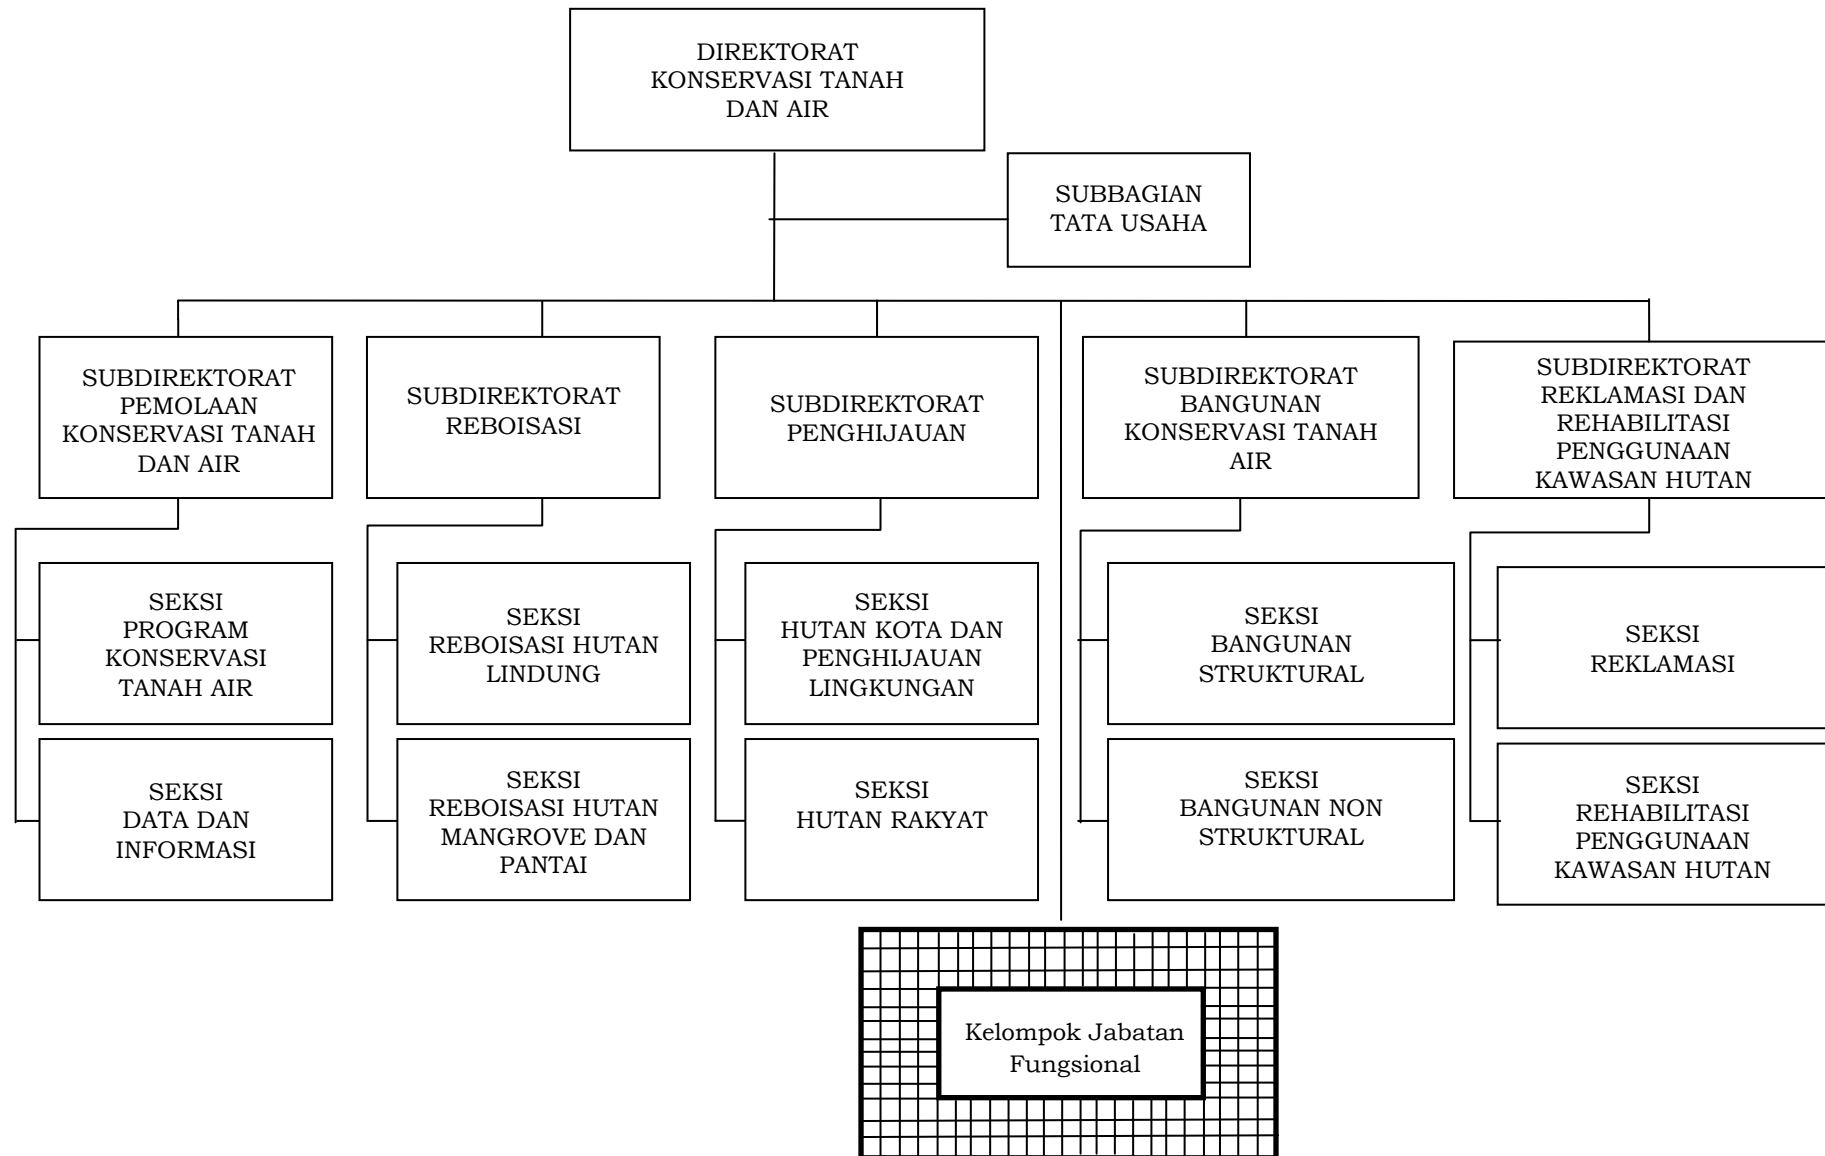 DIREKTORAT
KONSERVASI TANAH
DAN AIR
SUBBAGIAN
TATA USAHA
SUBDIREKTORAT
PEMOLAAN
KONSERVASI TANAH
DAN AIR
SUBDIREKTORAT
REBOISASI
SUBDIREKTORAT
PENGHIJAUAN
SUBDIREKTORAT
BANGUNAN
KONSERVASI TANAH
AIR
SUBDIREKTORAT
REKLAMASI DAN
REHABILITASI
PENGGUNAAN
KAWASAN HUTAN
SEKSI
PROGRAM
KONSERVASI
TANAH AIR
SEKSI
REBOISASI HUTAN
LINDUNG
SEKSI
HUTAN KOTA DAN
PENGHIJAUAN
LINGKUNGAN
SEKSI
BANGUNAN
STRUKTURAL
SEKSI
REKLAMASI
SEKSI
DATA DAN
INFORMASI
SEKSI
REBOISASI HUTAN
MANGROVE DAN
PANTAI
SEKSI
HUTAN RAKYAT
SEKSI
BANGUNAN NON
STRUKTURAL
SEKSI
REHABILITASI
PENGGUNAAN
KAWASAN HUTAN
Kelompok Jabatan
Fungsional